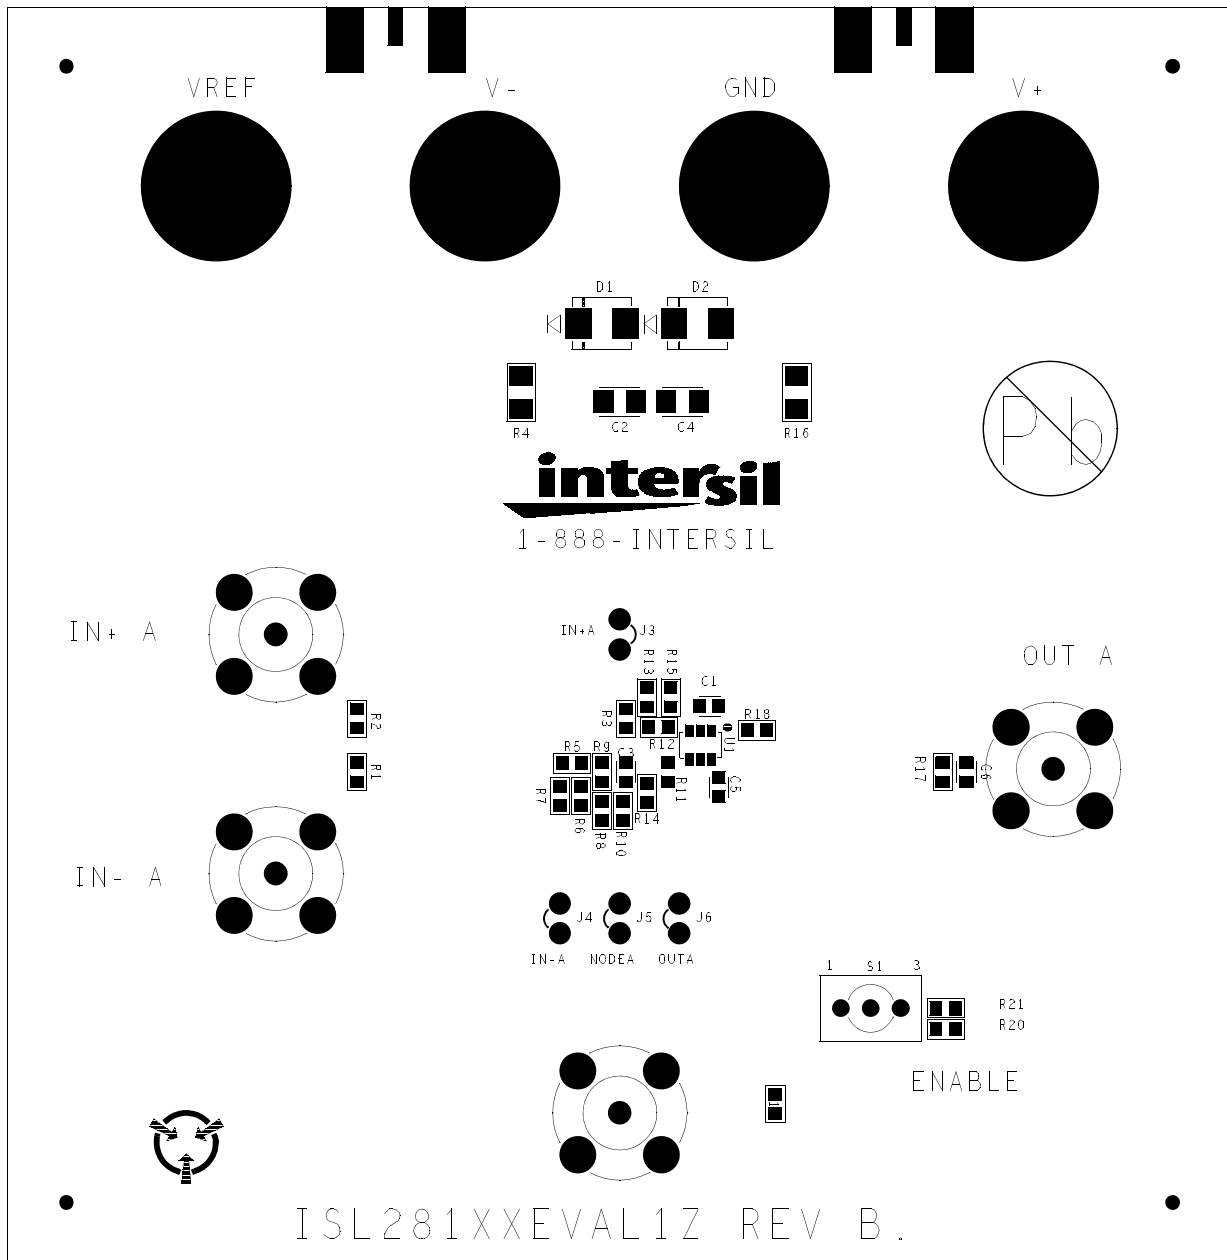 VREF V- GND V+
D1 D2
R4 C2 C4 R16
Pb
intersil
1-888-INTERSIL
IN+ A
IN+A J3
OUT A
R13 R15
C1
R2 R3 R12 U1 R18
R5 R9 C3
R1 R7 R6 R8 R10 R14 R11 C5 R17 C6
IN- A
J4 J5 J6
IN-A NODEA OUTA
1 S1 3
R21
R20
ENABLE
1
ISL281XXEVAL1Z REV B.